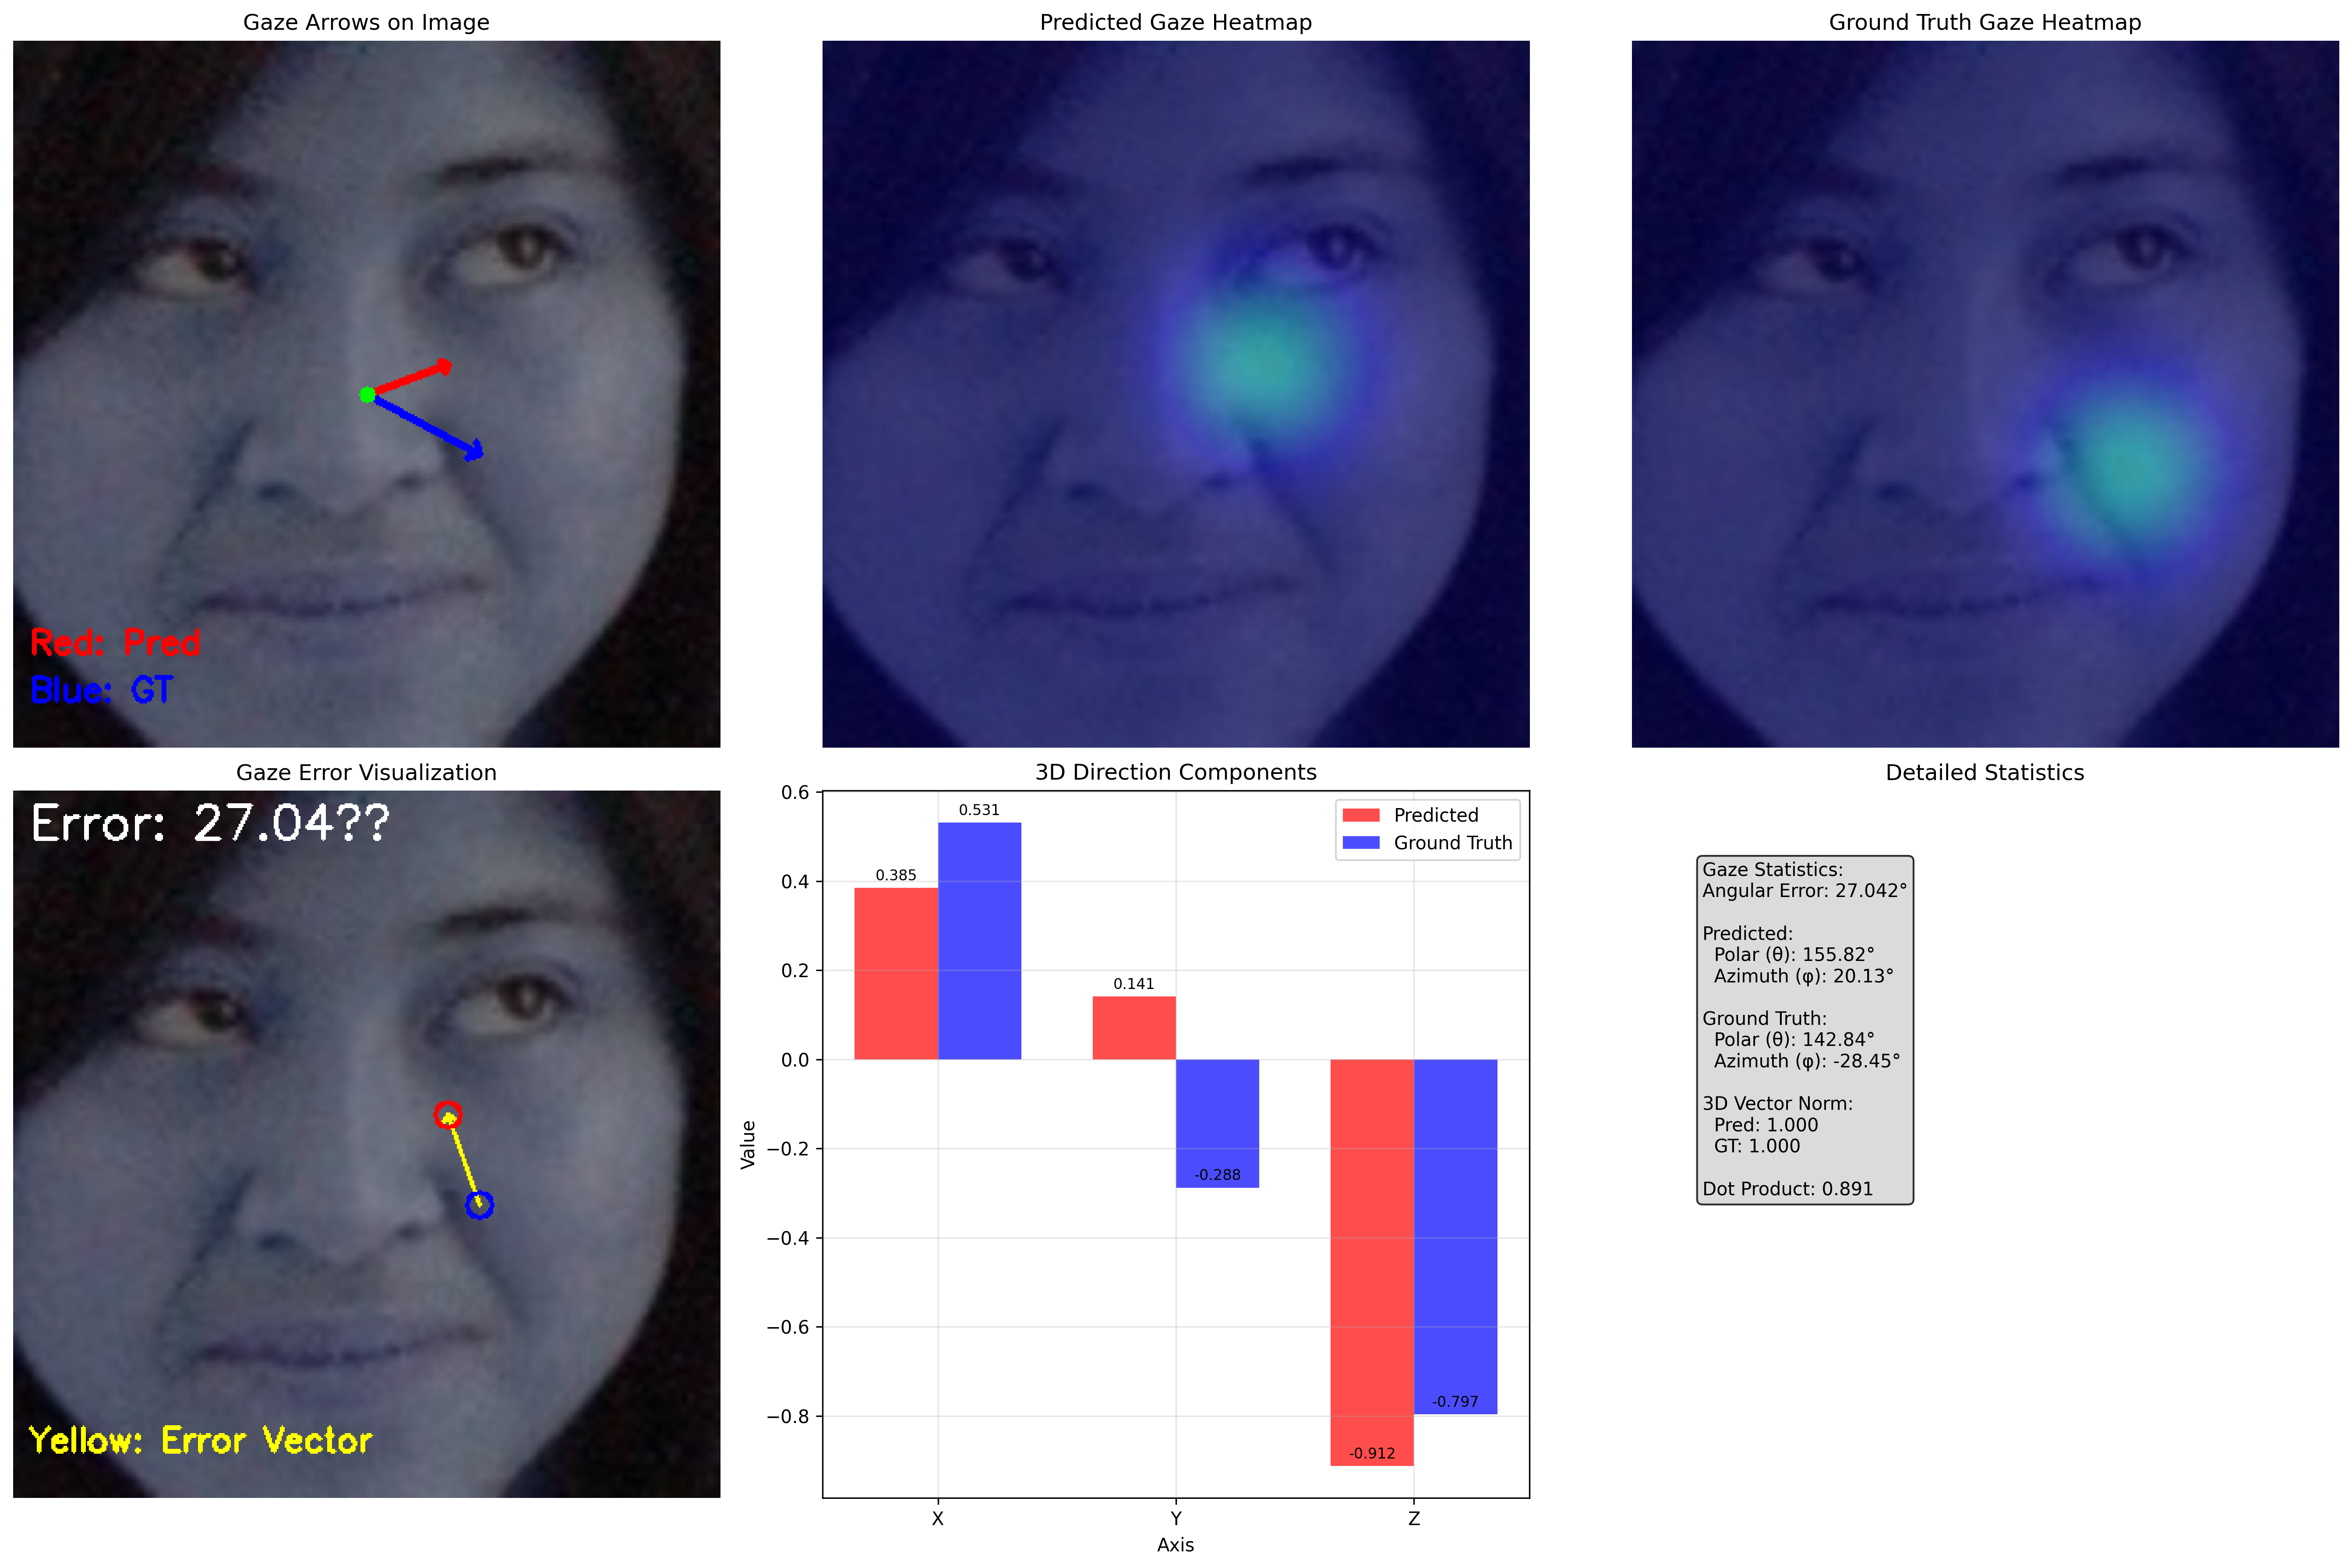 Gaze Arrows on Image
Red: Pred
Blue: GT
Predicted Gaze Heatmap
Ground Truth Gaze Heatmap
Gaze Error Visualization
Error: 27.04??
Yellow: Error Vector
3D Direction Components
Predicted
Ground Truth
0.6
0.4
0.2
0.0
−0.2
−0.4
−0.6
−0.8
Value
0.385
0.531
0.141
-0.288
-0.912
-0.797
X
Y
Z
Axis
Detailed Statistics
Gaze Statistics:
Angular Error: 27.042°
Predicted:
Polar (θ): 155.82°
Azimuth (φ): 20.13°
Ground Truth:
Polar (θ): 142.84°
Azimuth (φ): -28.45°
3D Vector Norm:
Pred: 1.000
GT: 1.000
Dot Product: 0.891